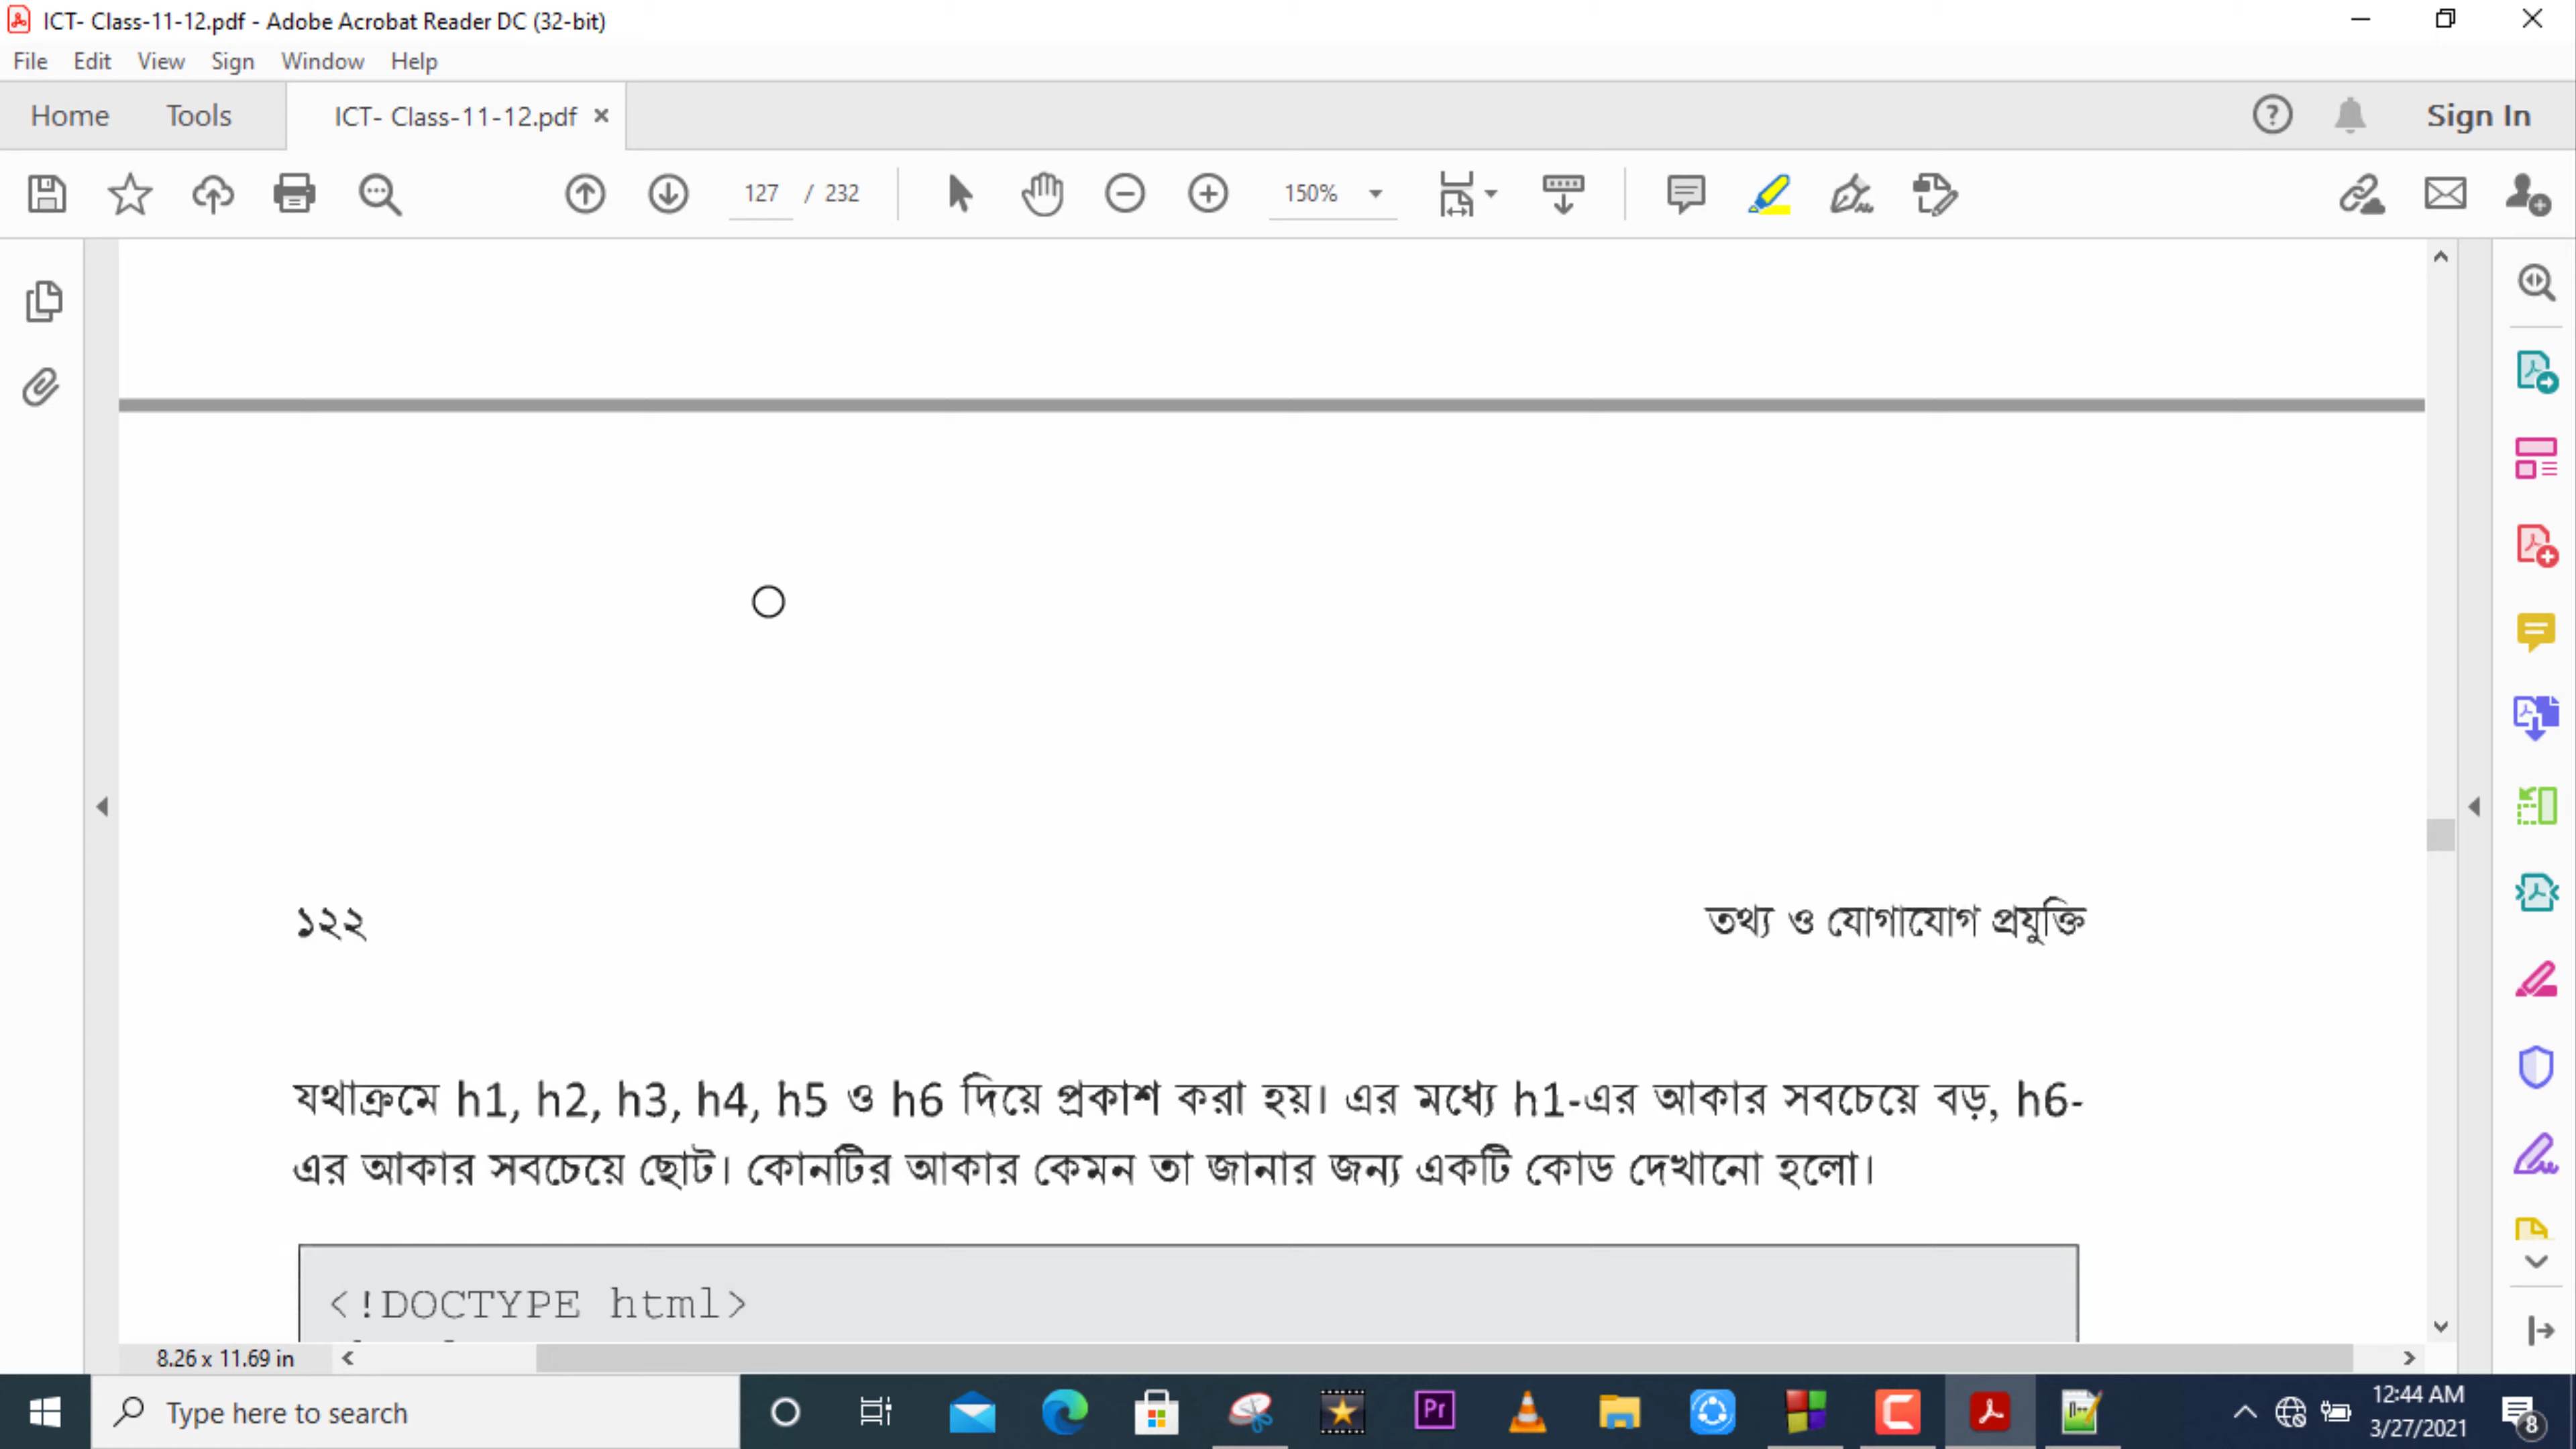 ICT- Class-11-12.pdf - Adobe Acrobat Reader DC (32-bit)
File Edit View Sign Window Help
Home Tools ICT- Class-11-12.pdf Sign In
127 / 232 150%
১২২ তথ্য ও যোগাযোগ প্রযুক্তি
যথাক্রমে h1, h2, h3, h4, h5 ও h6 দিয়ে প্রকাশ করা হয়। এর মধ্যে h1-এর আকার সবচেয়ে বড়, h6-
এর আকার সবচেয়ে ছোট। কোনটির আকার কেমন তা জানার জন্য একটি কোড দেখানো হলো।
<!DOCTYPE html>
8.26 x 11.69 in
Type here to search
Pr
12:44 AM
3/27/2021
8